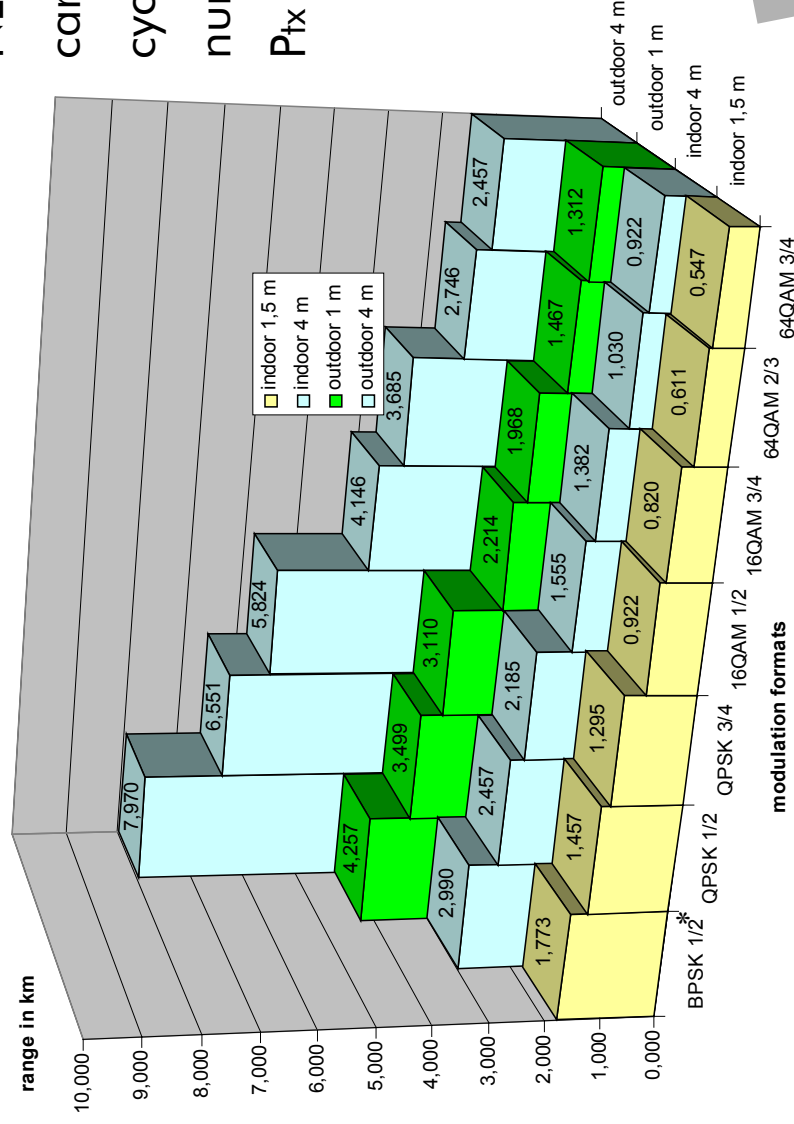 can
cyc
nur
Ptx
range in km
10,000
9,000
8,000
7,000
6,000
5,000
4,000
3,000
2,000
1,000
0,000
indoor 1,5 m
indoor 4 m
outdoor 1 m
outdoor 4 m
7,970
6,551
5,824
4,146
3,685
2,746
2,457
4,257
3,499
3,110
2,214
1,968
1,467
1,312
2,990
2,457
2,185
1,555
1,382
1,030
0,922
1,773
1,457
1,295
0,922
0,820
0,611
0,547
outdoor 4 m
outdoor 1 m
indoor 4 m
indoor 1,5 m
BPSK 1/2
*
QPSK 1/2
QPSK 3/4
16QAM 1/2
16QAM 3/4
64QAM 2/3
64QAM 3/4
modulation formats